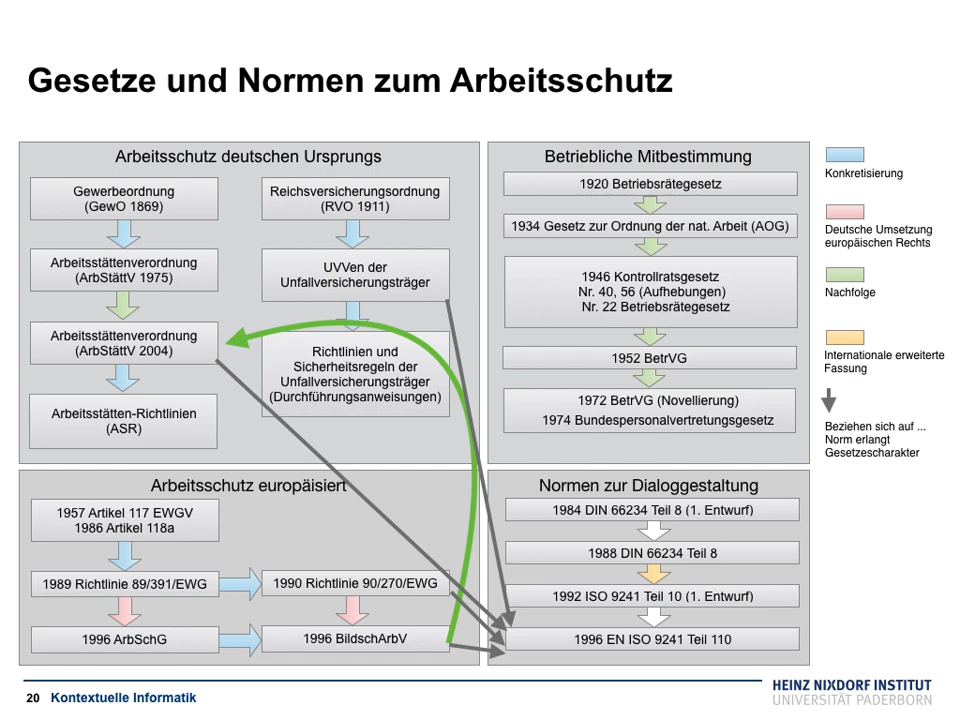 Gesetze und Normen zum Arbeitsschutz
Arbeitsschutz deutschen Ursprungs
Gewerbeordnung
(GewO 1869)
Reichsversicherungsordnung
(RVO 1911)
Arbeitsstättenverordnung
(ArbStättV 1975)
UVVen der
Unfallversicherungsträger
Arbeitsstättenverordnung
(ArbStättV 2004)
Richtlinien und
Sicherheitsregeln der
Unfallversicherungsträger
(Durchführungsanweisungen)
Arbeitsstätten-Richtlinien
(ASR)
Betriebliche Mitbestimmung
1920 Betriebsrätegesetz
1934 Gesetz zur Ordnung der nat. Arbeit (AOG)
1946 Kontrollratsgesetz
Nr. 40, 56 (Aufhebungen)
Nr. 22 Betriebsrätegesetz
1952 BetrVG
1972 BetrVG (Novellierung)
1974 Bundespersonalvertretungsgesetz
Konkretisierung
Deutsche Umsetzung
europäischen Rechts
Nachfolge
Internationale erweiterte
Fassung
Beziehen sich auf ...
Norm erlangt
Gesetzescharakter
Arbeitsschutz europäisiert
1957 Artikel 117 EWGV
1986 Artikel 118a
1989 Richtlinie 89/391/EWG
1990 Richtlinie 90/270/EWG
1996 ArbSchG
1996 BildschArbV
Normen zur Dialoggestaltung
1984 DIN 66234 Teil 8 (1. Entwurf)
1988 DIN 66234 Teil 8
1992 ISO 9241 Teil 10 (1. Entwurf)
1996 EN ISO 9241 Teil 110
20 Kontextuelle Informatik
HEINZ NIXDORF INSTITUT
UNIVERSITÄT PADERBORN